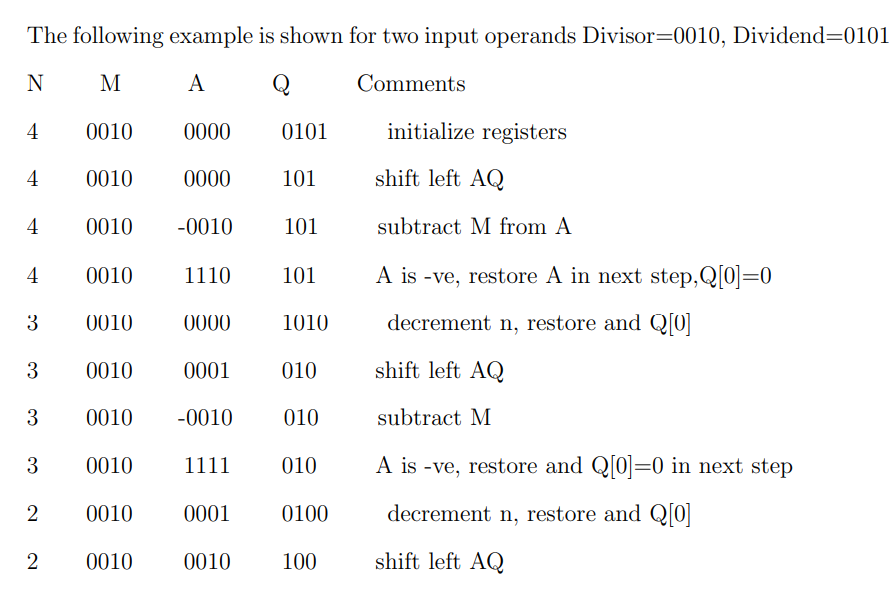 The following example is shown for two input operands Divisor=0010, Dividend=0101
N M A Q Comments
4 0010 0000 0101 initialize registers
4 0010 0000 101 shift left AQ
4 0010 -0010 101 subtract M from A
4 0010 1110 101 A is -ve, restore A in next step,Q[0]=0
3 0010 0000 1010 decrement n, restore and Q[0]
3 0010 0001 010 shift left AQ
3 0010 -0010 010 subtract M
3 0010 1111 010 A is -ve, restore and Q[0]=0 in next step
2 0010 0001 0100 decrement n, restore and Q[0]
2 0010 0010 100 shift left AQ